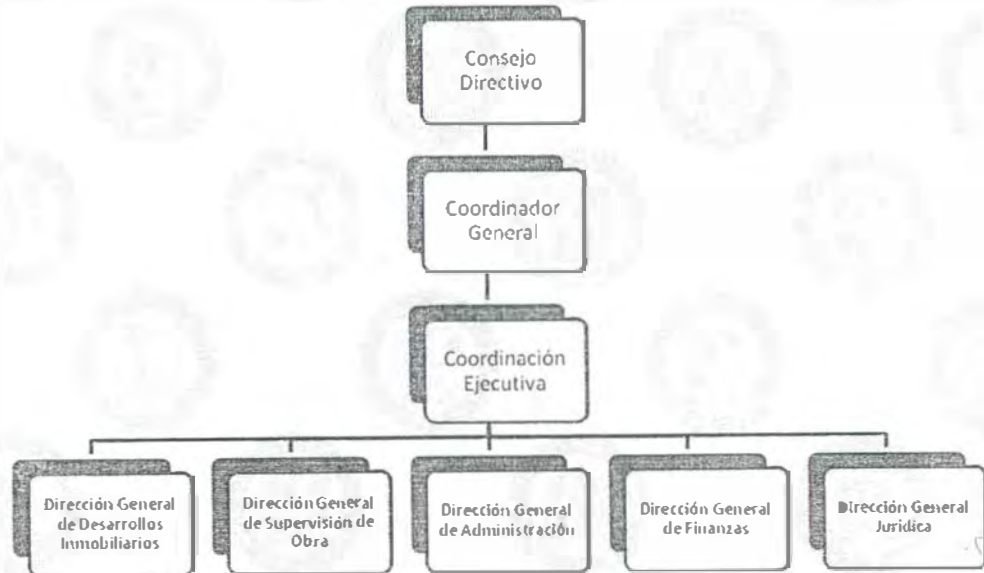 Consejo
Directivo
Coordinador
General
Coordinación
Ejecutiva
Dirección General
de Desarrollos
Inmobiliarios
Dirección General
de Supervisión de
Obra
Dirección General
de Administración
Dirección General
de Finanzas
Dirección General
Jurídica